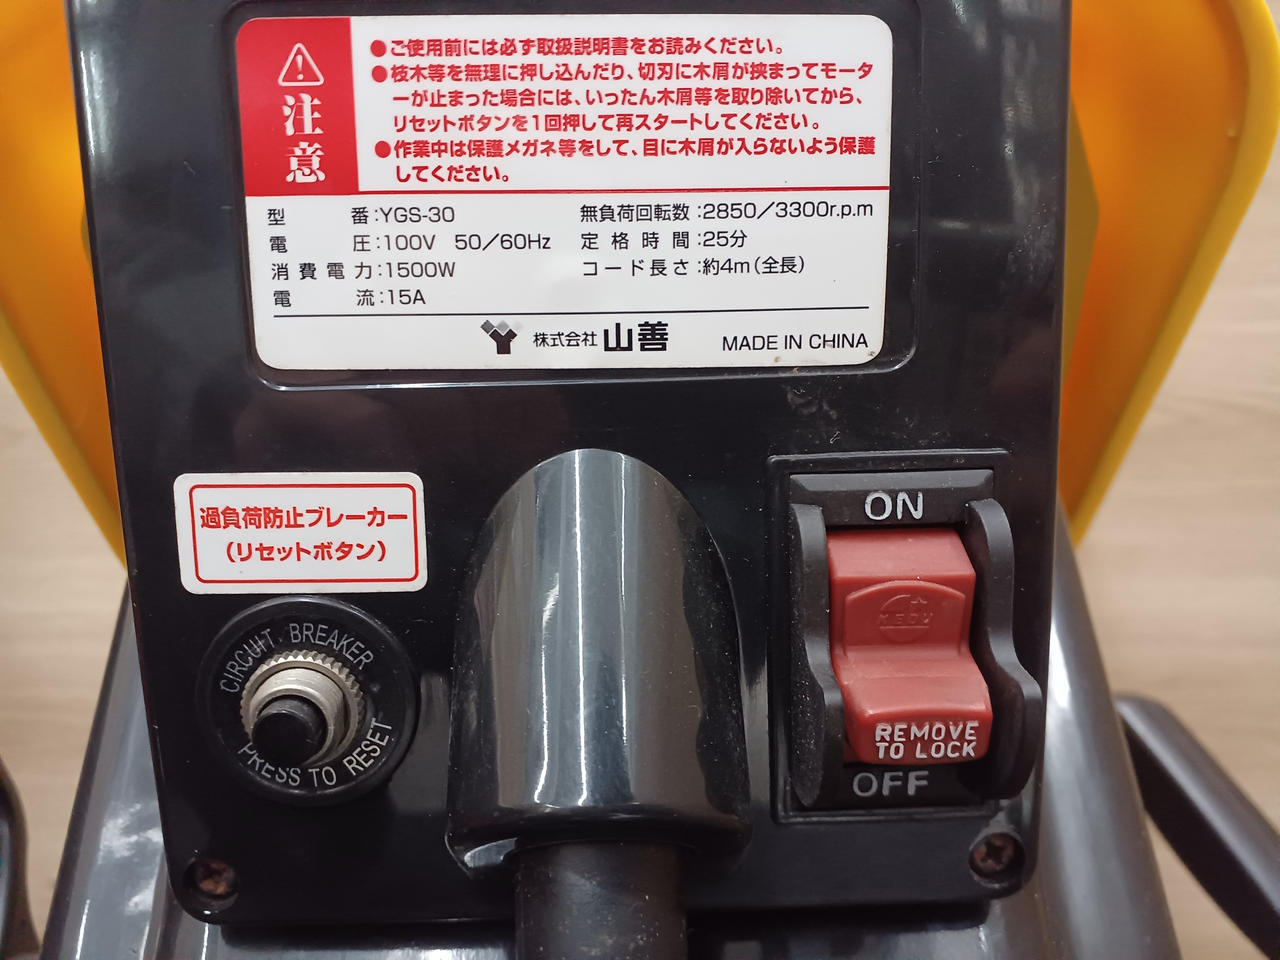 注意
●ご使用前には必ず取扱説明書をお読みください。
●枝木等を無理に押し込んだり、切刃に木屑が挟まってモータ
ーが止まった場合には、いったん木屑等を取り除いてから、
リセットボタンを1回押して再スタートしてください。
●作業中は保護メガネ等をして、目に木屑が入らないよう保護
してください。
型番:YGS-30 無負荷回転数:2850/3300r.p.m
電圧:100V 50/60Hz 定格時間:25分
消費電力:1500W コード長さ:約4m(全長)
電流:15A
株式会社 山善 MADE IN CHINA
過負荷防止ブレーカー
(リセットボタン)
CIRCUIT BREAKER
PRESS TO RESET
ON
KEDU
REMOVE
TO LOCK
OFF